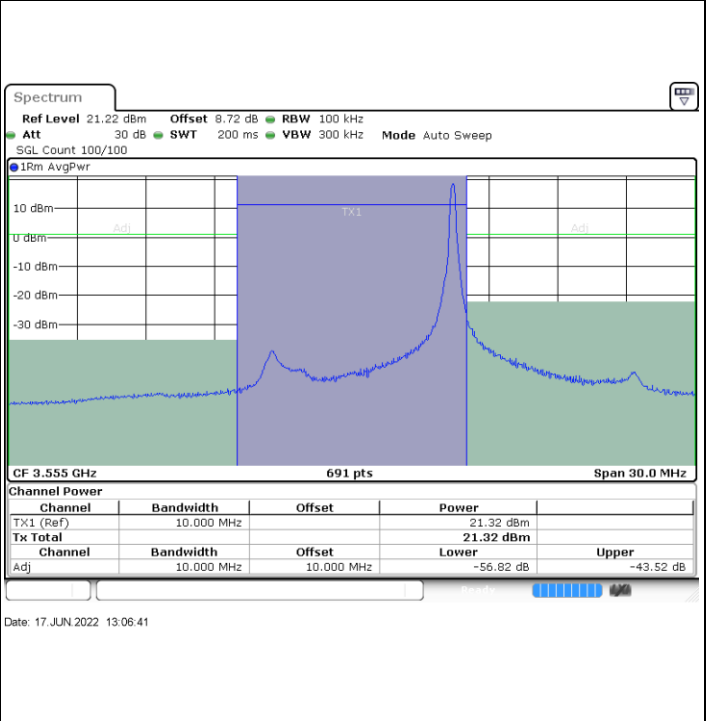 Spectrum
Ref Level 21.22 dBm Offset 8.72 dB RBW 100 kHz
Att 30 dB SWT 200 ms VBW 300 kHz Mode Auto Sweep
SGL Count 100/100
1Rm AvgPwr
10 dBm
TX1
Adj Adj
0 dBm
-10 dBm
-20 dBm
-30 dBm
CF 3.555 GHz 691 pts Span 30.0 MHz
Channel Power
Channel Bandwidth Offset Power
TX1 (Ref) 10.000 MHz 21.32 dBm
Tx Total 21.32 dBm
Channel Bandwidth Offset Lower Upper
Adj 10.000 MHz 10.000 MHz -56.82 dB -43.52 dB
Ready
Date: 17.JUN.2022 13:06:41